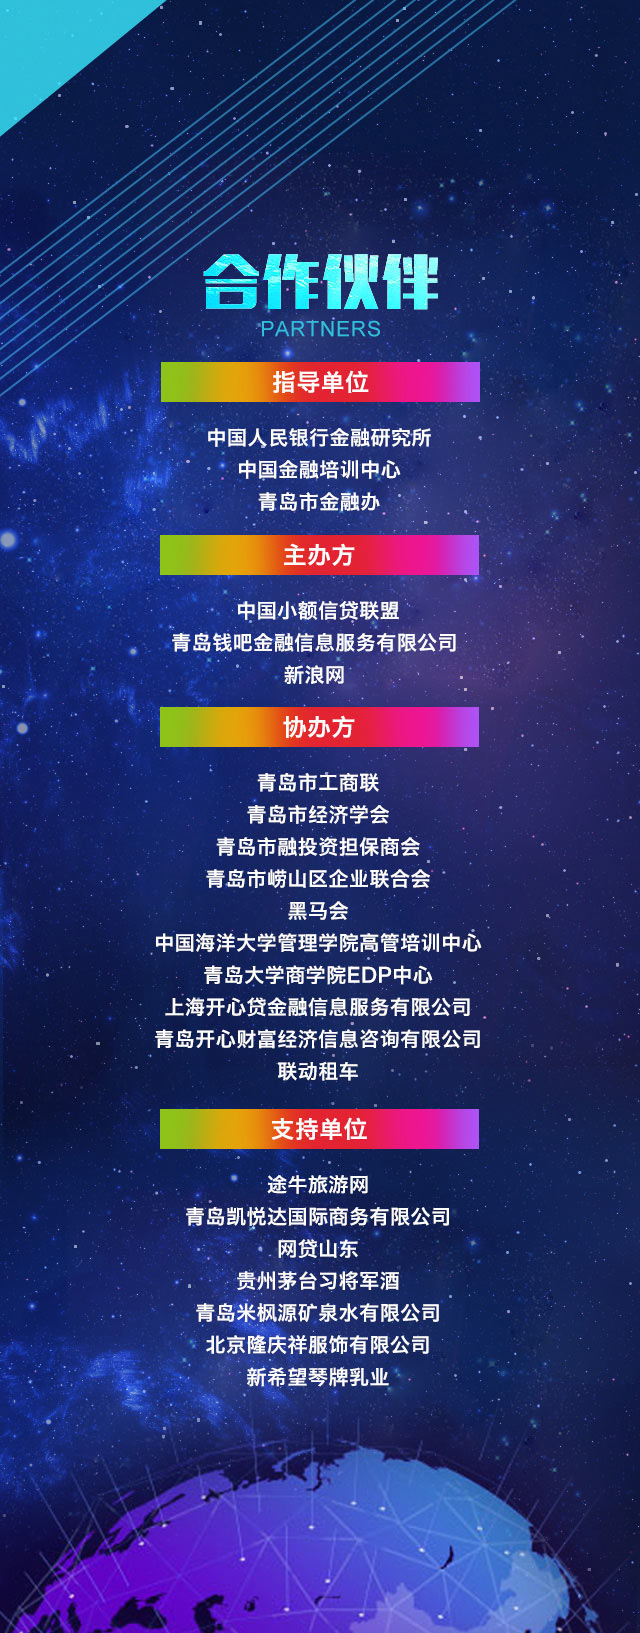 合作伙伴
PARTNERS
指导单位
中国人民银行金融研究所
中国金融培训中心
青岛市金融办
主办方
中国小额信贷联盟
青岛钱吧金融信息服务有限公司
新浪网
协办方
青岛市工商联
青岛市经济学会
青岛市融投资担保商会
青岛市崂山区企业联合会
黑马会
中国海洋大学管理学院高管培训中心
青岛大学商学院EDP中心
上海开心贷金融信息服务有限公司
青岛开心财富经济信息咨询有限公司
联动租车
支持单位
途牛旅游网
青岛凯悦达国际商务有限公司
网贷山东
贵州茅台习将军酒
青岛米枫源矿泉水有限公司
北京隆庆祥服饰有限公司
新希望琴牌乳业